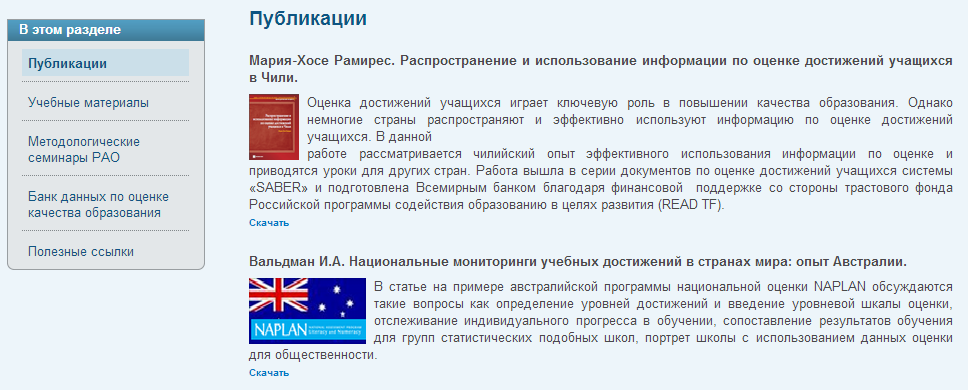 В этом разделе
Публикации
Учебные материалы
Методологические
семинары РАО
Банк данных по оценке
качества образования
Полезные ссылки
Публикации
Мария-Хосе Рамирес. Распространение и использование информации по оценке достижений учащихся
в Чили.
Оценка достижений учащихся играет ключевую роль в повышении качества образования. Однако
немногие страны распространяют и эффективно используют информацию по оценке достижений
учащихся. В данной
работе рассматривается чилийский опыт эффективного использования информации по оценке и
приводятся уроки для других стран. Работа вышла в серии документов по оценке достижений учащихся системы
«SABER» и подготовлена Всемирным банком благодаря финансовой поддержке со стороны трастового фонда
Российской программы содействия образованию в целях развития (READ TF).
Скачать
Вальдман И.А. Национальные мониторинги учебных достижений в странах мира: опыт Австралии.
NAPLAN
В статье на примере австралийской программы национальной оценки NAPLAN обсуждаются
такие вопросы как определение уровней достижений и введение уровневой шкалы оценки,
отслеживание индивидуального прогресса в обучении, сопоставление результатов обучения
для групп статистических подобных школ, портрет школы с использованием данных оценки
для общественности.
Скачать